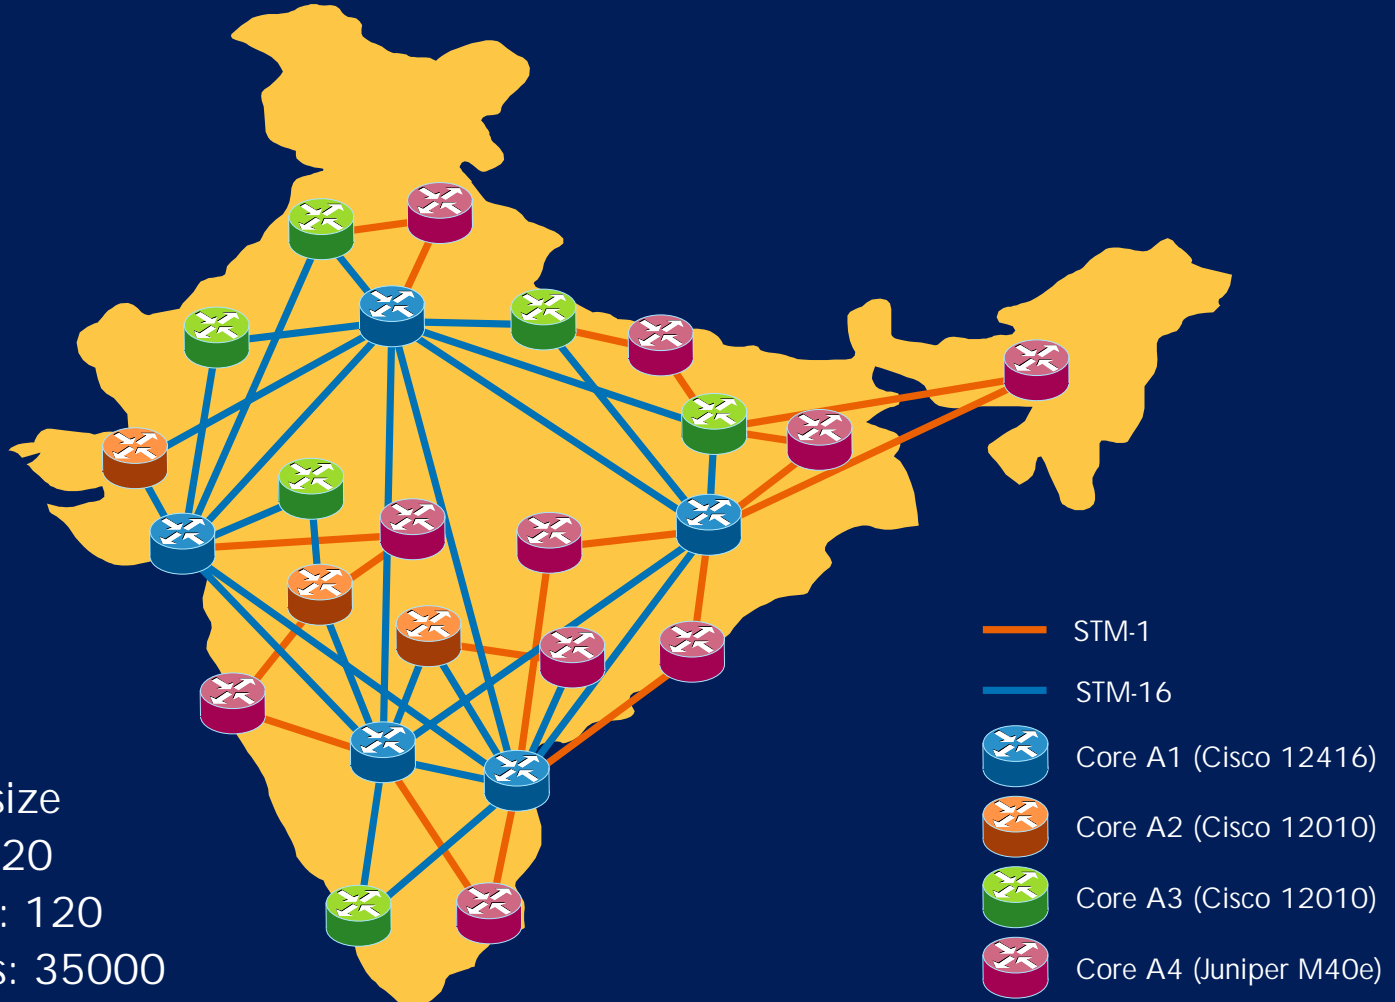 size
20
: 120
s: 35000
STM-1
STM-16
Core A1 (Cisco 12416)
Core A2 (Cisco 12010)
Core A3 (Cisco 12010)
Core A4 (Juniper M40e)